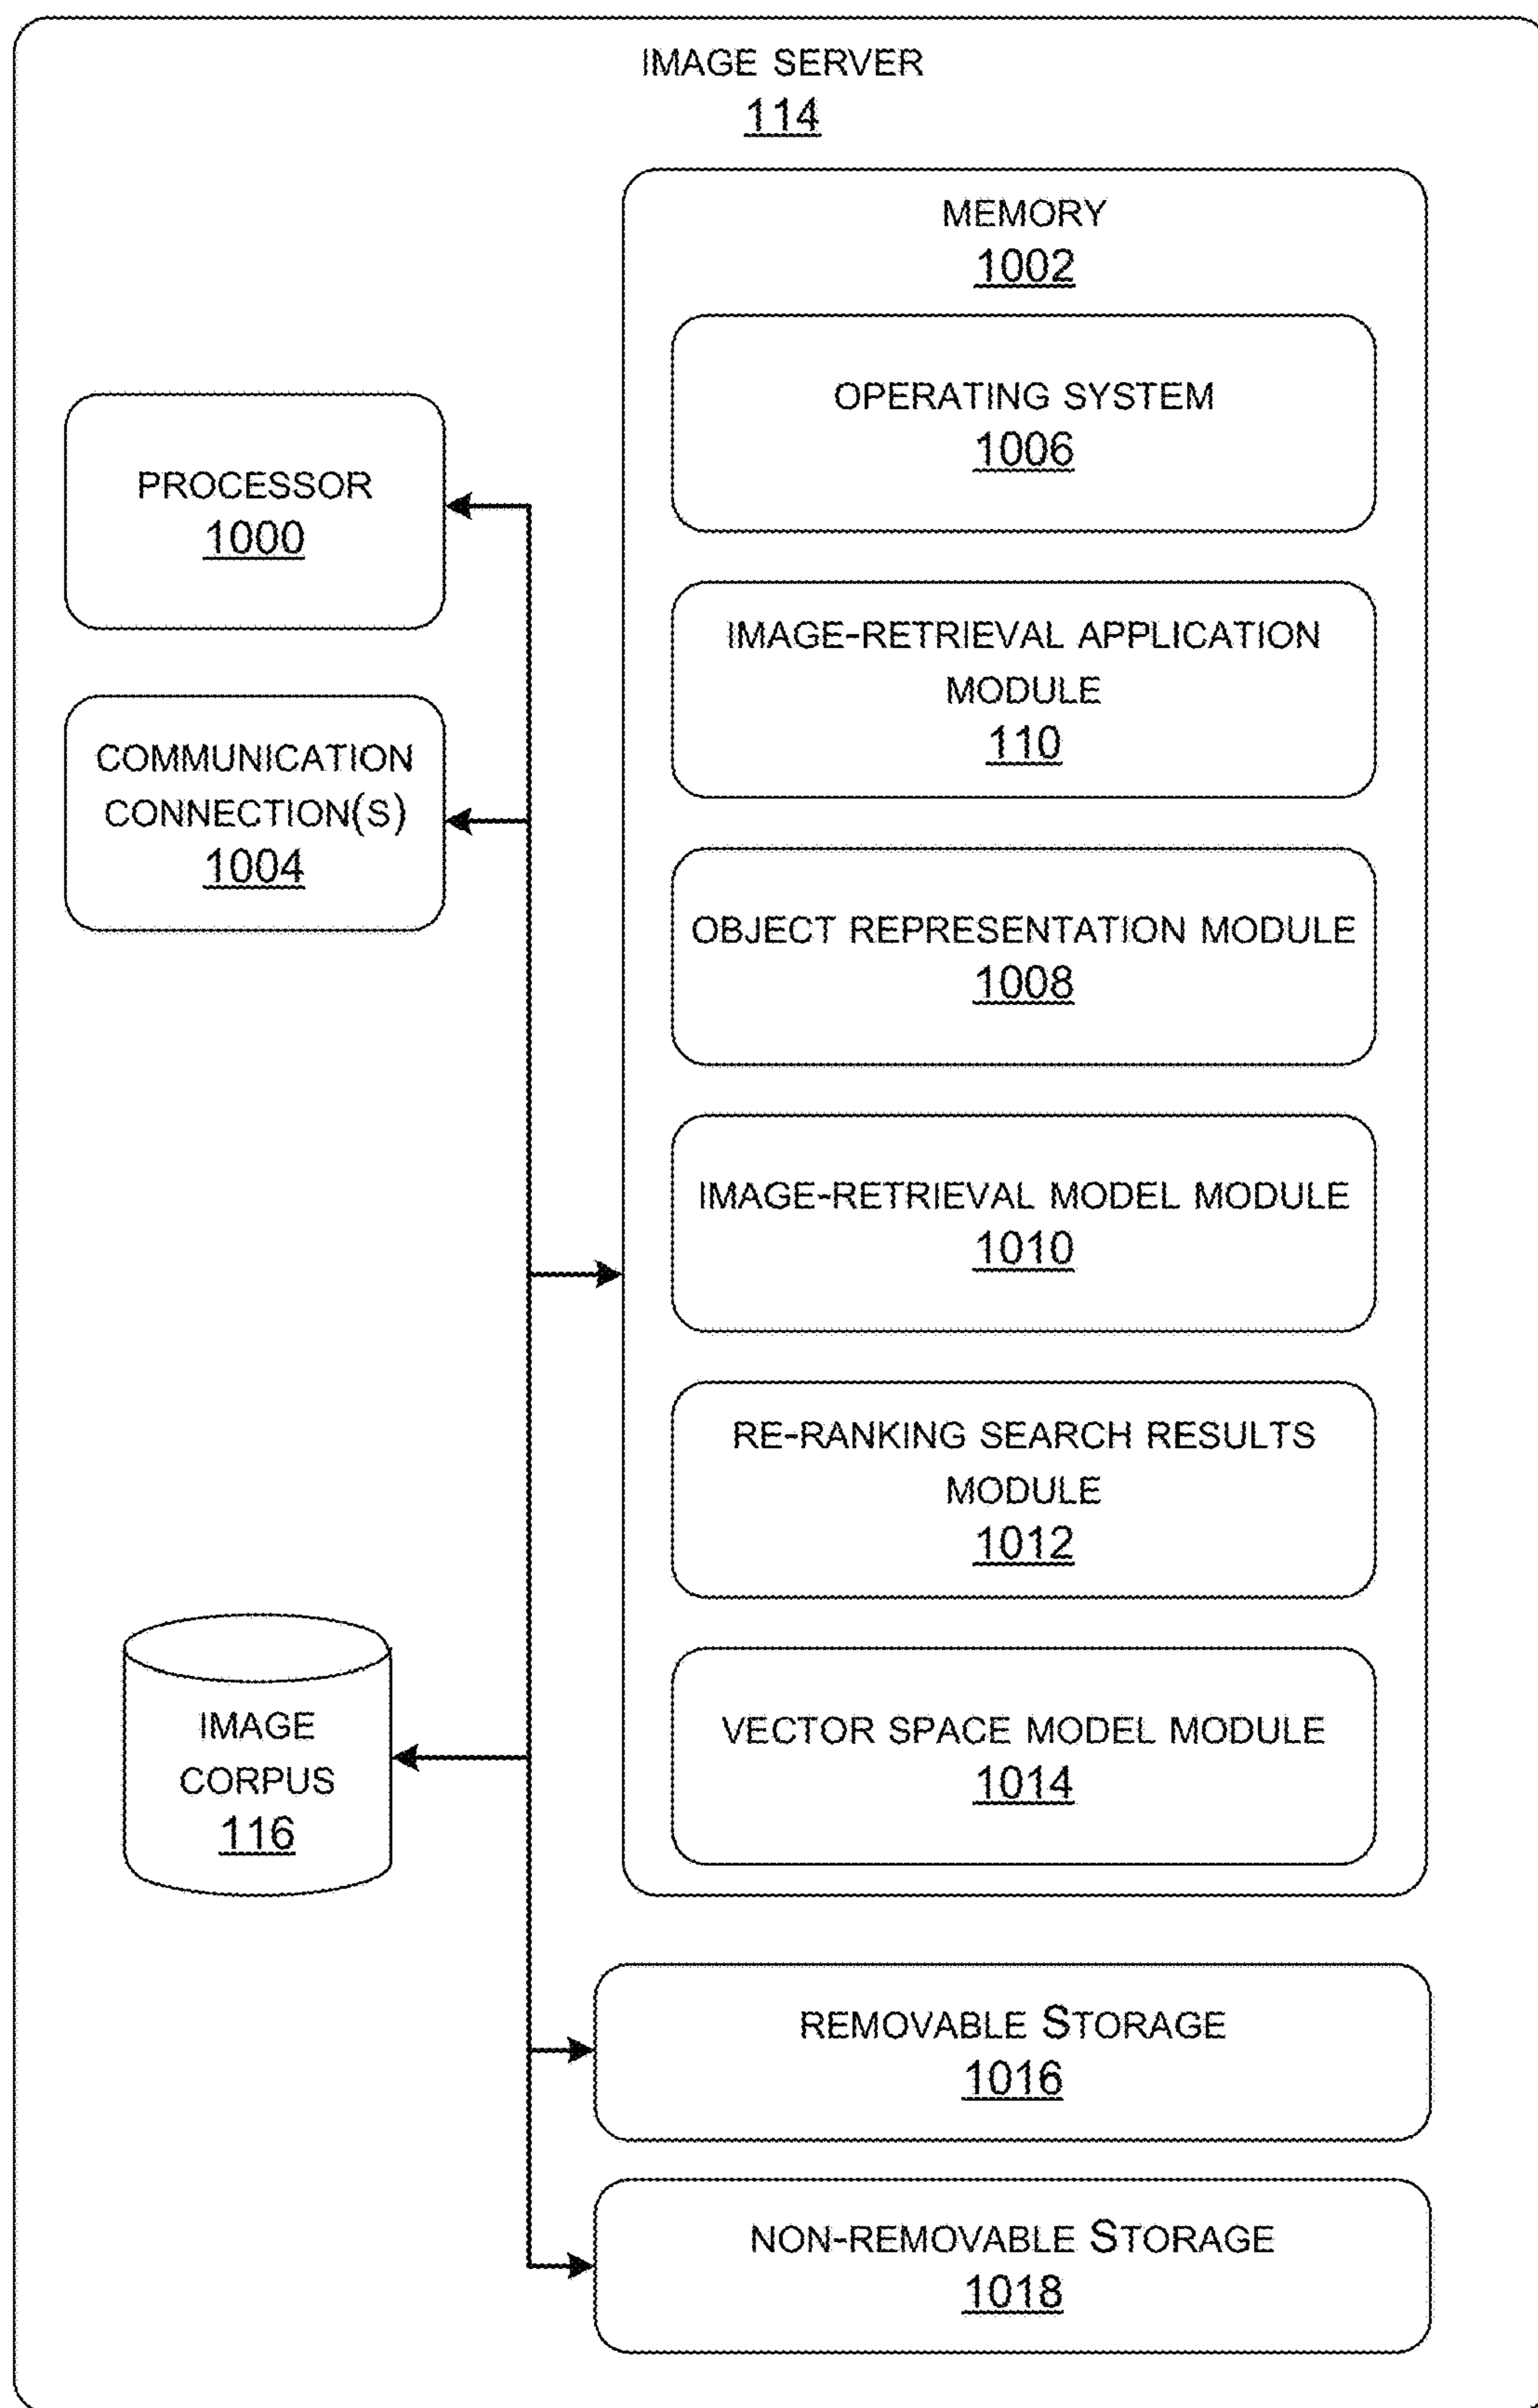 IMAGE SERVER
114
MEMORY
1002
OPERATING SYSTEM
1006
PROCESSOR
1000
IMAGE-RETRIEVAL APPLICATION
MODULE
110
COMMUNICATION
CONNECTION(S)
1004
OBJECT REPRESENTATION MODULE
1008
IMAGE-RETRIEVAL MODEL MODULE
1010
RE-RANKING SEARCH RESULTS
MODULE
1012
IMAGE
CORPUS
116
VECTOR SPACE MODEL MODULE
1014
REMOVABLE STORAGE
1016
NON-REMOVABLE STORAGE
1018